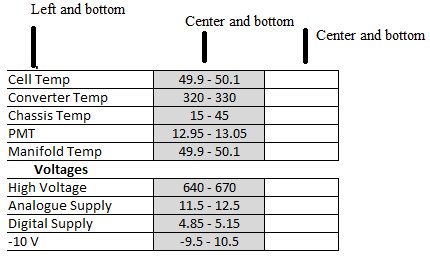 Left and bottom
Center and bottom
Center and bottom
Cell Temp 49.9 - 50.1
Converter Temp 320 - 330
Chassis Temp 15 - 45
PMT 12.95 - 13.05
Manifold Temp 49.9 - 50.1
Voltages
High Voltage 640 - 670
Analogue Supply 11.5 - 12.5
Digital Supply 4.85 - 5.15
-10 V -9.5 - 10.5